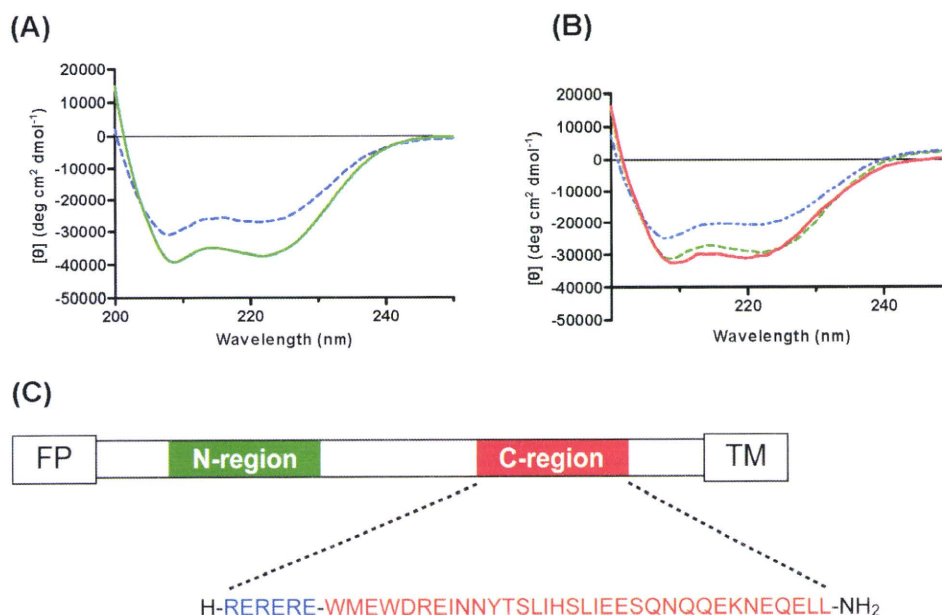 (A)
20000
10000
0
-10000
-20000
-30000
-40000
-50000
[θ] (deg cm² dmol⁻¹)
200 220 240
Wavelength (nm)
(B)
20000
10000
0
-10000
-20000
-30000
-40000
-50000
[θ] (deg cm² dmol⁻¹)
220 240
Wavelength (nm)
(C)
FP N-region C-region TM
H-RERERE-WMEWDREINNYTSLIHSLIEESQNQQEKNEQELL-NH₂